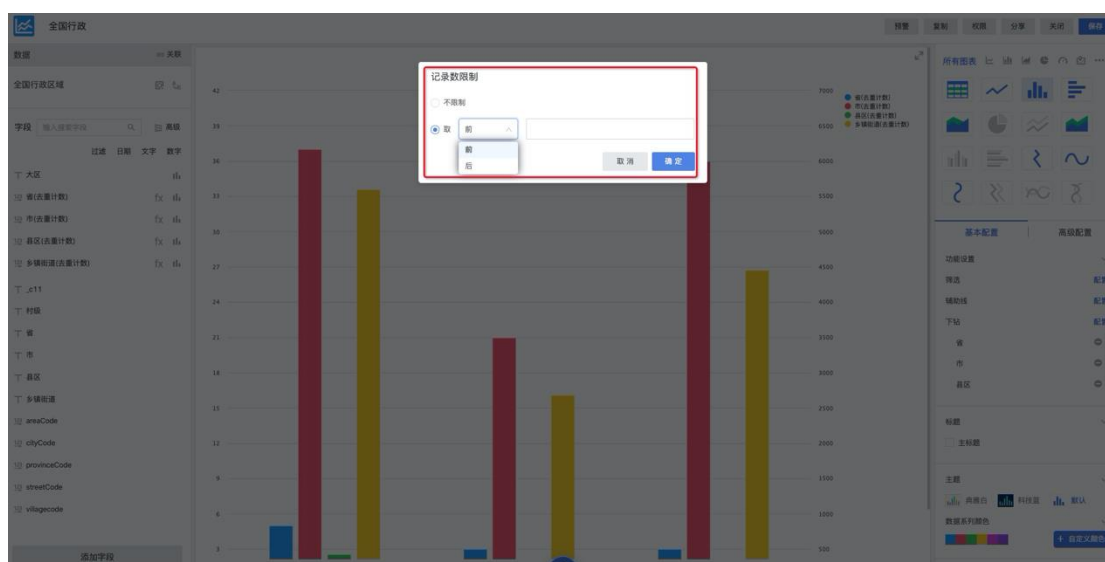 全国行政
预警 复制 权限 分享 关闭 保存
数据 关联
全国行政区域
字段 输入搜索字段 高级
过滤 日期 文字 数字
大区
省(去重计数)
市(去重计数)
县区(去重计数)
乡镇街道(去重计数)
_c11
村级
省
市
县区
乡镇街道
areaCode
cityCode
provinceCode
streetCode
villagecode
添加字段
记录数限制
不限制
取 前
前
后
取消 确定
42
39
36
33
30
27
24
21
18
15
12
9
6
3
7000
6500
6000
5500
5000
4500
4000
3500
3000
2500
2000
1500
1000
500
省(去重计数)
市(去重计数)
县区(去重计数)
乡镇街道(去重计数)
所有图表
基本配置 高级配置
功能设置
筛选 配置
辅助线 配置
下钻 配置
省
市
县区
标题
主标题
主题
典雅白 科技蓝 默认
数据系列颜色
+ 自定义颜色